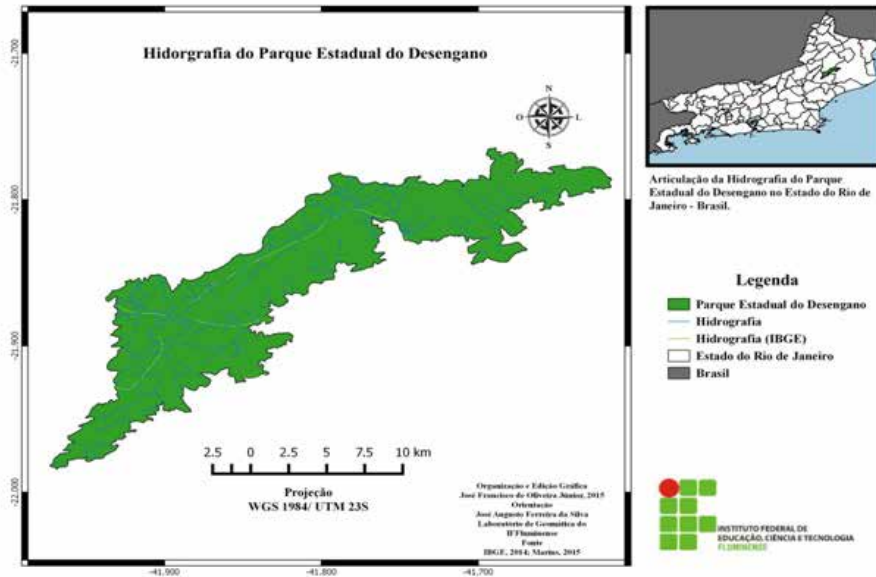 Hidorgrafia do Parque Estadual do Desengano
N
O
L
S
-21.700
-21.800
-21.900
-22.000
-41.900
-41.800
-41.700
2.5 0 2.5 5 7.5 10 km
Projeção
WGS 1984/ UTM 23S
Organização e Edição Gráfica
José Francisco de Oliveira Júnior, 2015
Orientação
José Augusto Ferreira da Silva
Laboratório de Geomática do
IFFluminense
Fonte
IBGE, 2014; Marins, 2015
Articulação da Hidrografia do Parque
Estadual do Desengano no Estado do Rio de
Janeiro - Brasil.
Legenda
Parque Estadual do Desengano
Hidrografia
Hidrografia (IBGE)
Estado do Rio de Janeiro
Brasil
INSTITUTO FEDERAL DE
EDUCAÇÃO, CIÊNCIA E TECNOLOGIA
FLUMINENSE